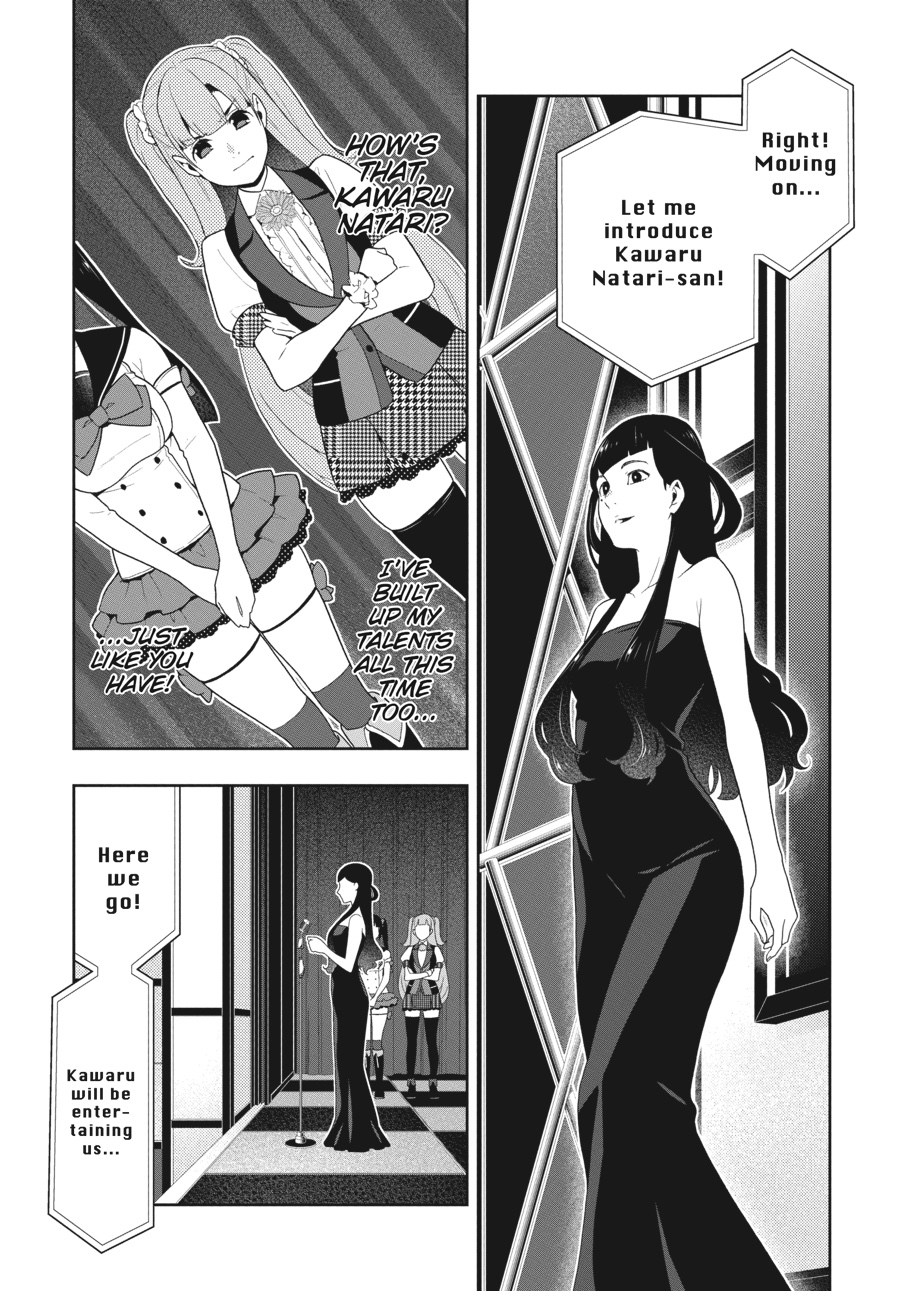 Right!
Moving
on...
Let me
introduce
Kawaru
Natari-san!
HOW'S
THAT,
KAWARU
NATARI?
I'VE
BUILT
UP MY
TALENTS
ALL THIS
TIME
TOO...
...JUST
LIKE YOU
HAVE!
Here
we
go!
Kawaru
will be
enter-
taining
us...